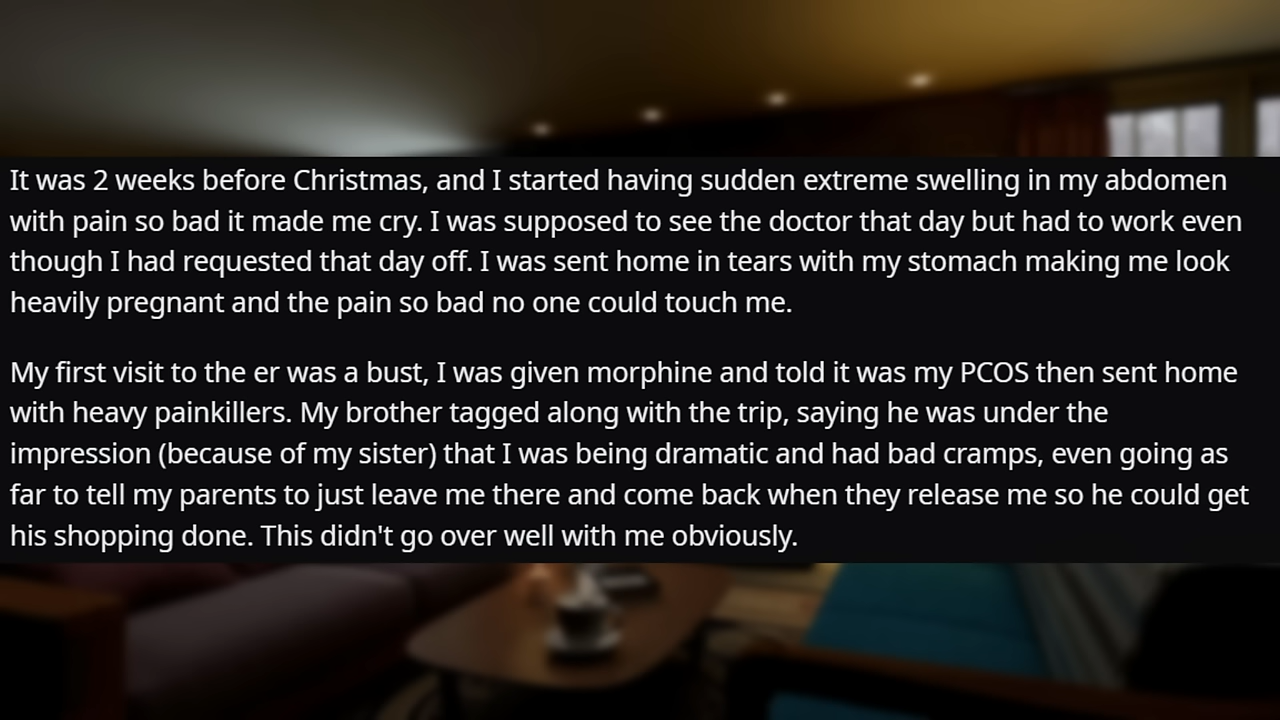 It was 2 weeks before Christmas, and I started having sudden extreme swelling in my abdomen
with pain so bad it made me cry. I was supposed to see the doctor that day but had to work even
though I had requested that day off. I was sent home in tears with my stomach making me look
heavily pregnant and the pain so bad no one could touch me.
My first visit to the er was a bust, I was given morphine and told it was my PCOS then sent home
with heavy painkillers. My brother tagged along with the trip, saying he was under the
impression (because of my sister) that I was being dramatic and had bad cramps, even going as
far to tell my parents to just leave me there and come back when they release me so he could get
his shopping done. This didn't go over well with me obviously.